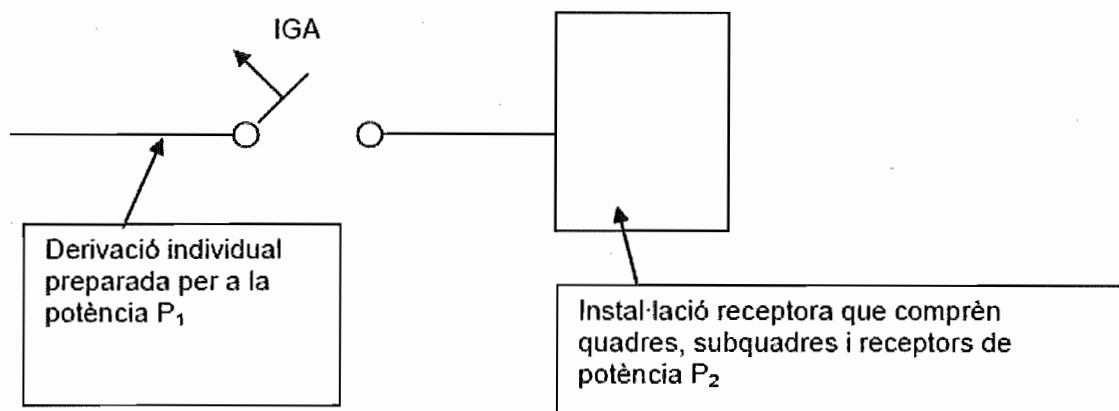 IGA
Derivació individual
preparada per a la
potència P₁
Instal·lació receptora que comprèn
quadres, subquadres i receptors de
potència P₂